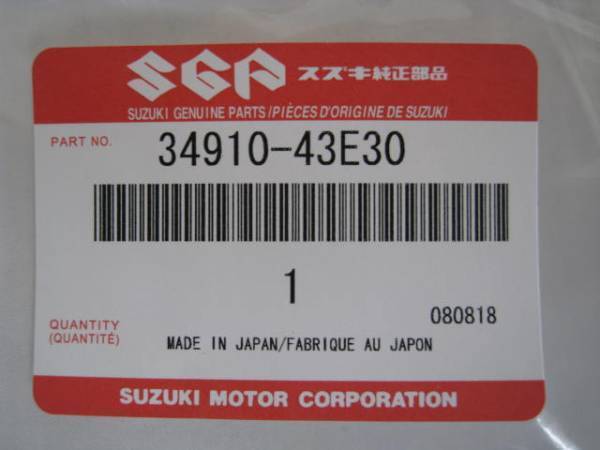 SGP スズキ純正部品
SUZUKI GENUINE PARTS/PIÈCES D'ORIGINE DE SUZUKI
PART NO. 34910-43E30
1
080818
QUANTITY
(QUANTITÉ)
MADE IN JAPAN/FABRIQUE AU JAPON
SUZUKI MOTOR CORPORATION